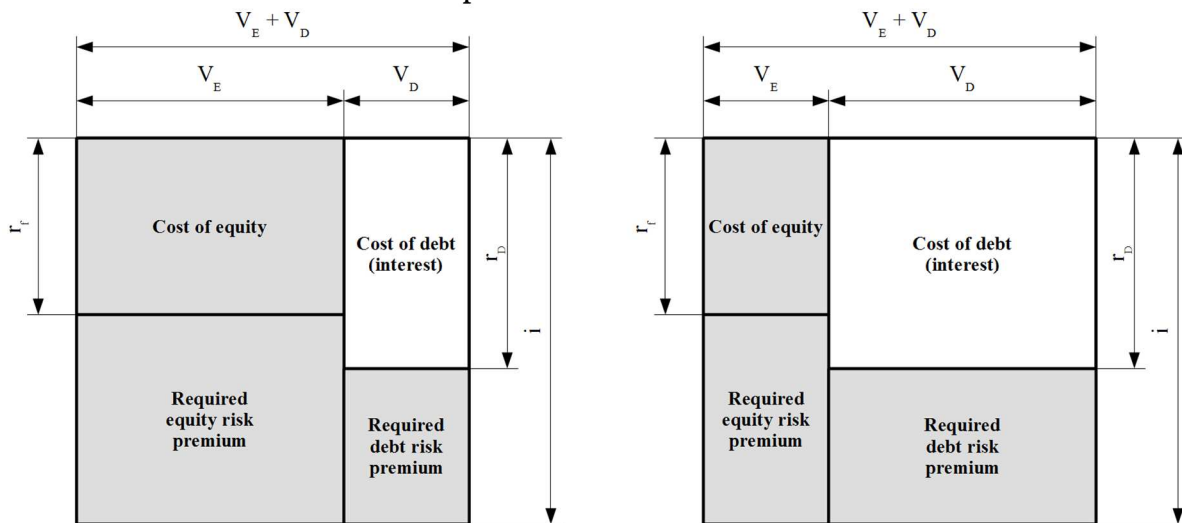 V_E + V_D
V_E
V_D
r_f
Cost of equity
Cost of debt
(interest)
r_D
i
Required
equity risk
premium
Required
debt risk
premium
V_E + V_D
V_E
V_D
r_f
Cost of equity
Cost of debt
(interest)
r_D
i
Required
equity risk
premium
Required
debt risk
premium